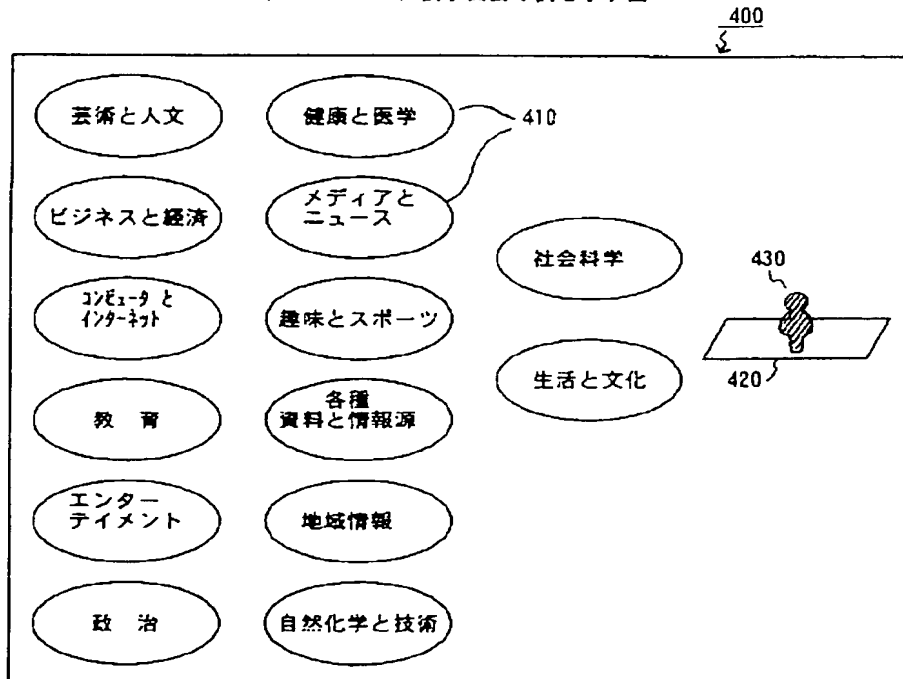 400
芸術と人文
健康と医学
410
ビジネスと経済
メディアと
ニュース
社会科学
430
コンピュータ と
インターネット
趣味とスポーツ
420
生活と文化
教 育
各種
資料と情報源
エンター
テイメント
地域情報
政 治
自然化学と技術